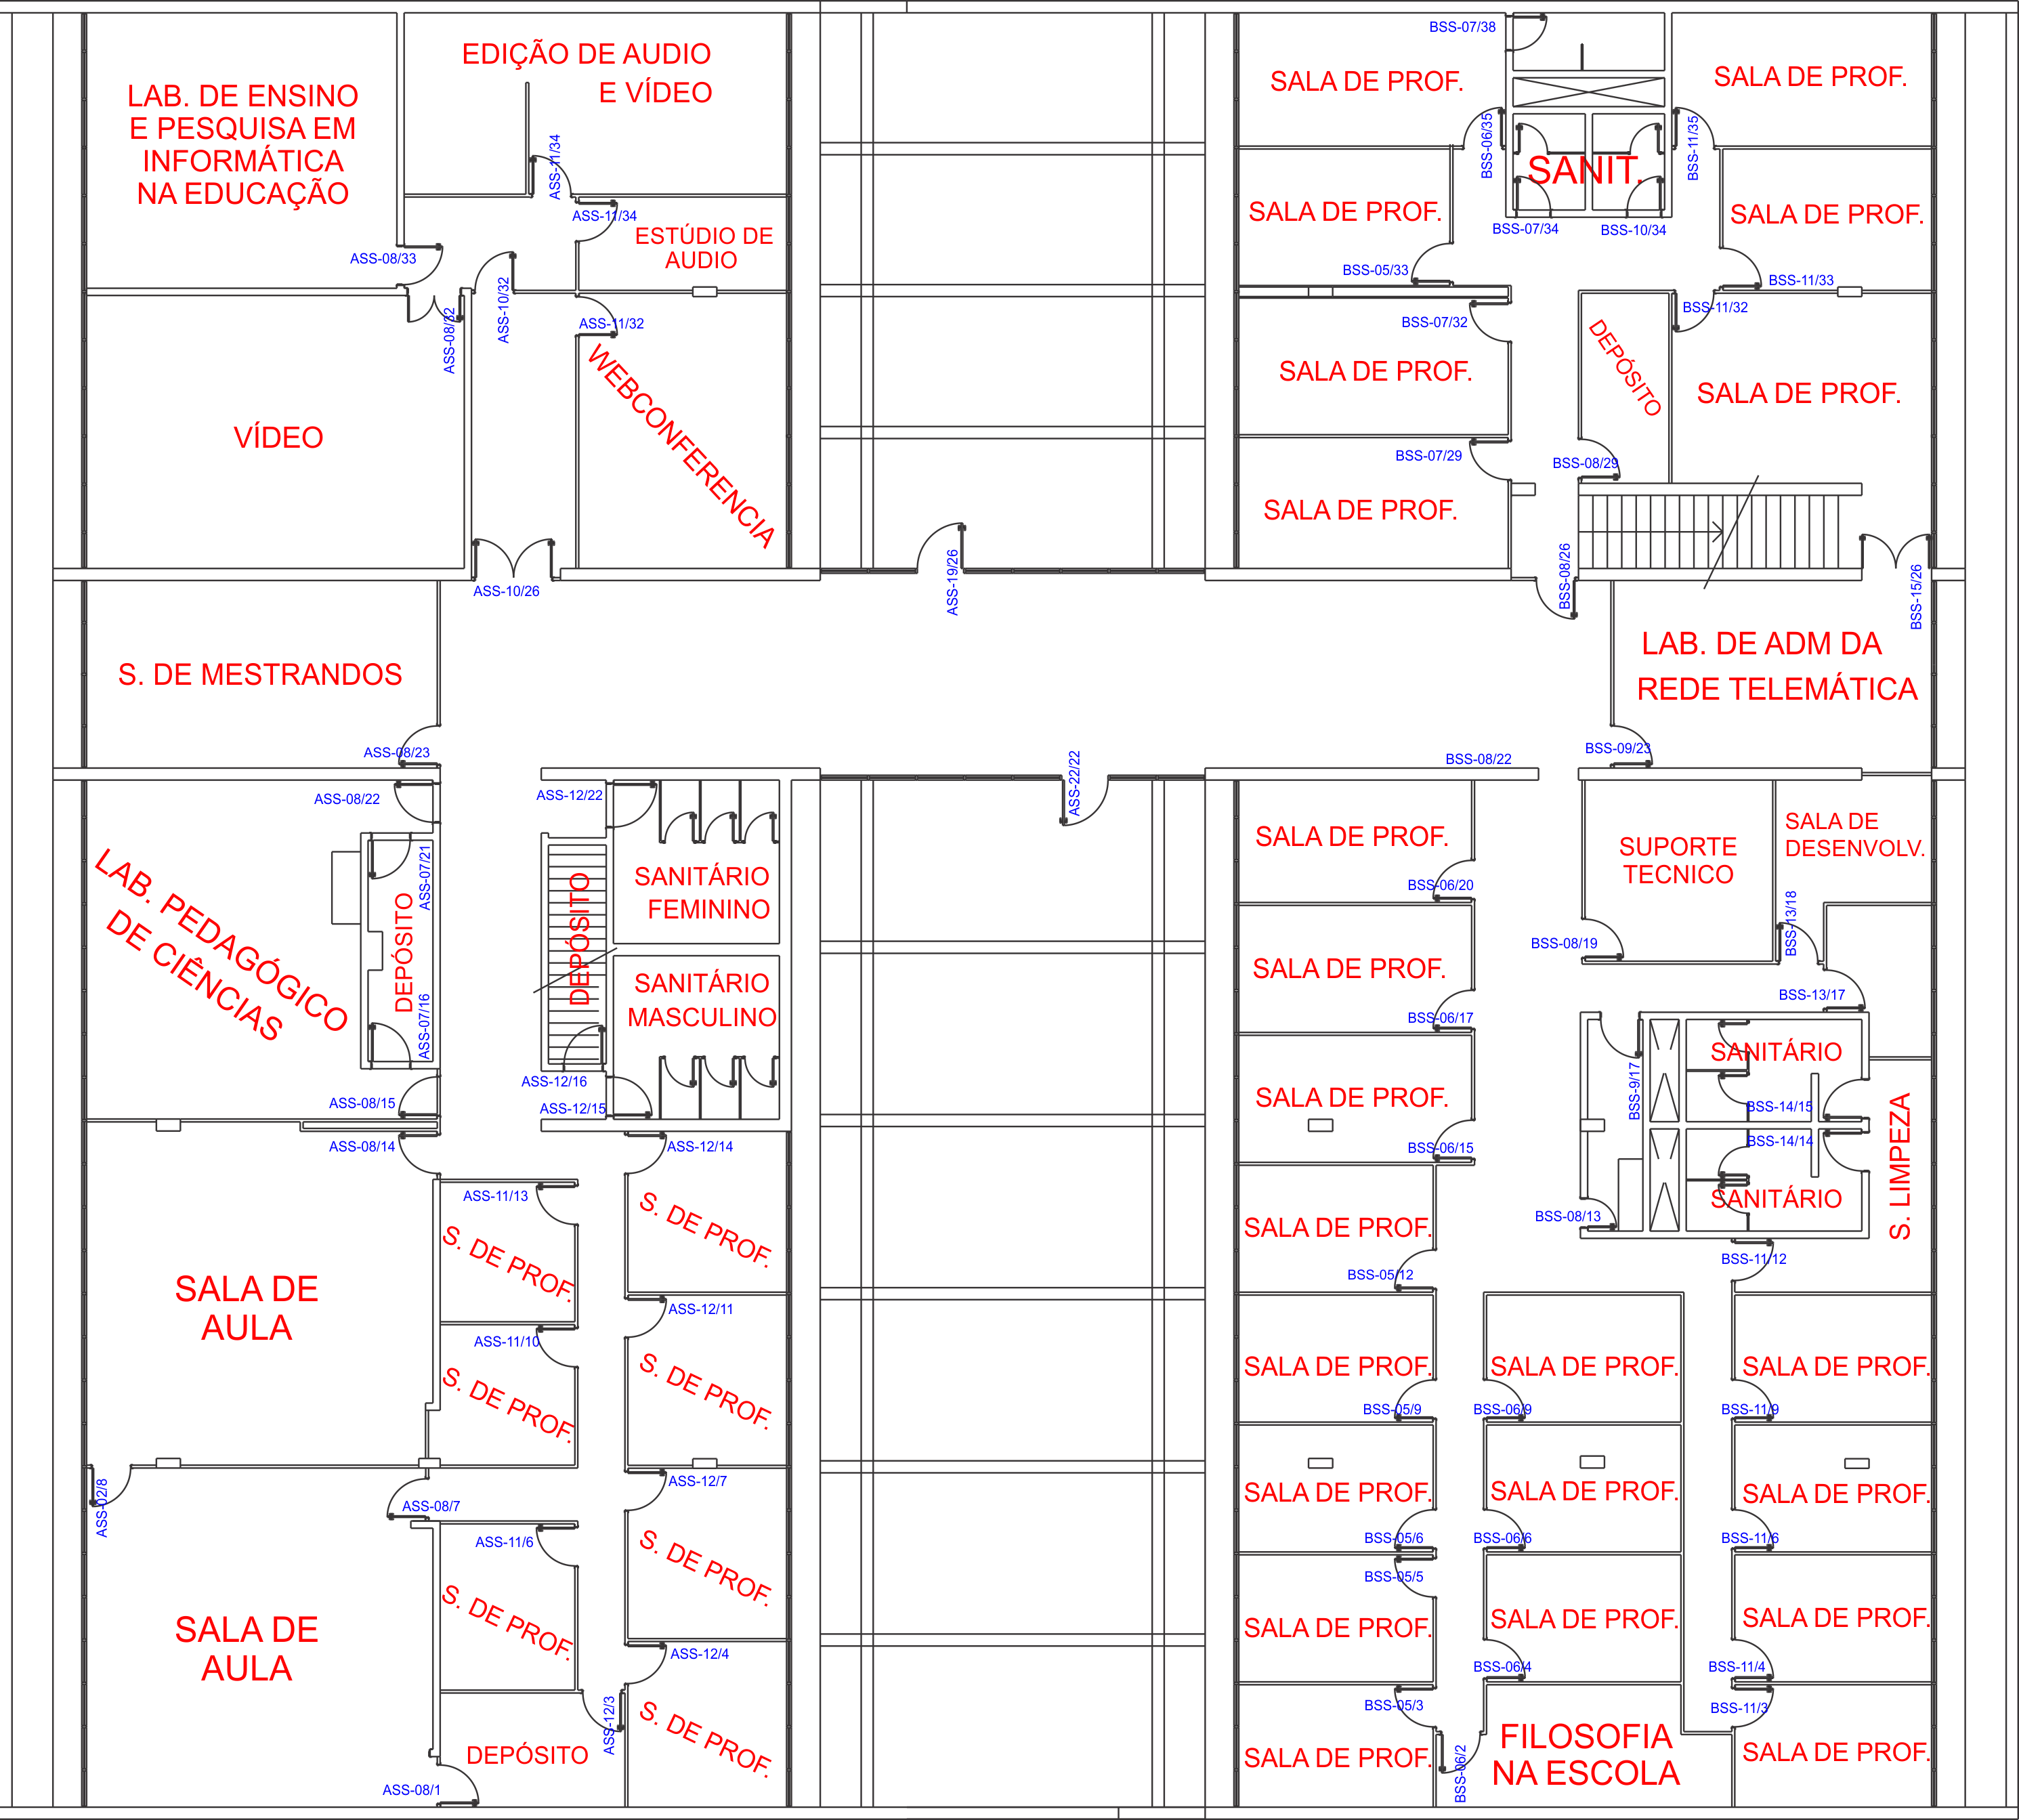 EDIÇÃO DE AUDIO
E VÍDEO
LAB. DE ENSINO
E PESQUISA EM
INFORMÁTICA
NA EDUCAÇÃO
ASS-11/34
ASS-11/34
ESTÚDIO DE
AUDIO
ASS-08/33
ASS-10/32
ASS-08/32
ASS-11/32
WEBCONFERENCIA
VÍDEO
ASS-10/26
ASS-19/26
BSS-07/38
SALA DE PROF.
SALA DE PROF.
BSS-06/35
BSS-11/35
SANIT.
SALA DE PROF.
SALA DE PROF.
BSS-07/34
BSS-10/34
BSS-05/33
BSS-11/33
BSS-07/32
BSS-11/32
DEPÓSITO
SALA DE PROF.
SALA DE PROF.
BSS-07/29
BSS-08/29
SALA DE PROF.
BSS-08/26
BSS-15/26
S. DE MESTRANDOS
LAB. DE ADM DA
REDE TELEMÁTICA
ASS-08/23
BSS-09/23
BSS-08/22
ASS-22/22
ASS-08/22
ASS-12/22
ASS-07/21
LAB. PEDAGÓGICO
DE CIÊNCIAS
DEPÓSITO
ASS-07/16
DEPÓSITO
SANITÁRIO
FEMININO
SANITÁRIO
MASCULINO
ASS-12/16
ASS-12/15
ASS-08/15
ASS-08/14
ASS-12/14
SALA DE PROF.
SUPORTE
TECNICO
SALA DE
DESENVOLV.
BSS-06/20
BSS-13/18
BSS-08/19
SALA DE PROF.
BSS-13/17
BSS-06/17
SANITÁRIO
BSS-9/17
SALA DE PROF.
BSS-14/15
BSS-14/14
BSS-06/15
S. LIMPEZA
SANITÁRIO
BSS-08/13
SALA DE PROF.
BSS-11/12
BSS-05/12
ASS-11/13
S. DE PROF.
S. DE PROF.
SALA DE
AULA
ASS-12/11
ASS-11/10
S. DE PROF.
S. DE PROF.
SALA DE PROF.
SALA DE PROF.
SALA DE PROF.
BSS-05/9
BSS-06/9
BSS-11/9
ASS-02/8
ASS-08/7
ASS-12/7
SALA DE PROF.
SALA DE PROF.
SALA DE PROF.
ASS-11/6
S. DE PROF.
S. DE PROF.
BSS-05/6
BSS-06/6
BSS-11/6
BSS-05/5
SALA DE
AULA
SALA DE PROF.
SALA DE PROF.
SALA DE PROF.
ASS-12/4
BSS-06/4
BSS-11/4
ASS-12/3
S. DE PROF.
BSS-05/3
BSS-11/3
DEPÓSITO
FILOSOFIA
NA ESCOLA
SALA DE PROF.
SALA DE PROF.
BSS-06/2
ASS-08/1